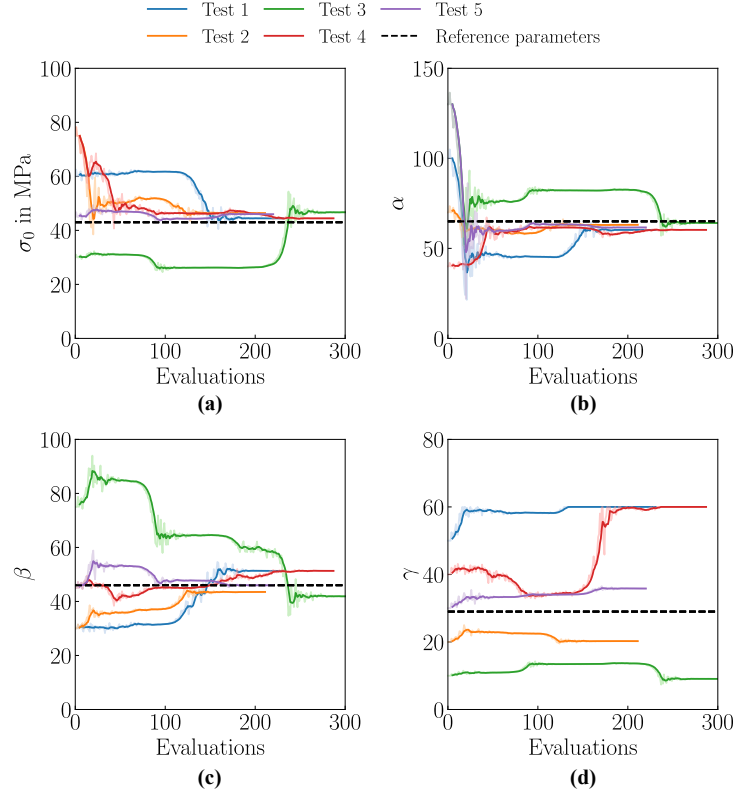 Test 1 Test 3 Test 5
Test 2 Test 4 Reference parameters
100
80
60
40
20
0
σ0 in MPa
0 100 200 300
Evaluations
(a)
150
100
50
0
α
0 100 200 300
Evaluations
(b)
100
80
60
40
20
0
β
0 100 200 300
Evaluations
(c)
80
60
40
20
0
γ
0 100 200 300
Evaluations
(d)